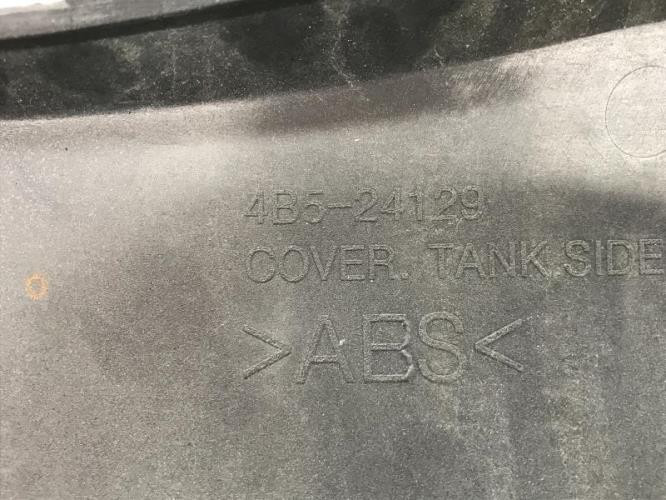 4B5-24129
COVER. TANK SIDE
>ABS<